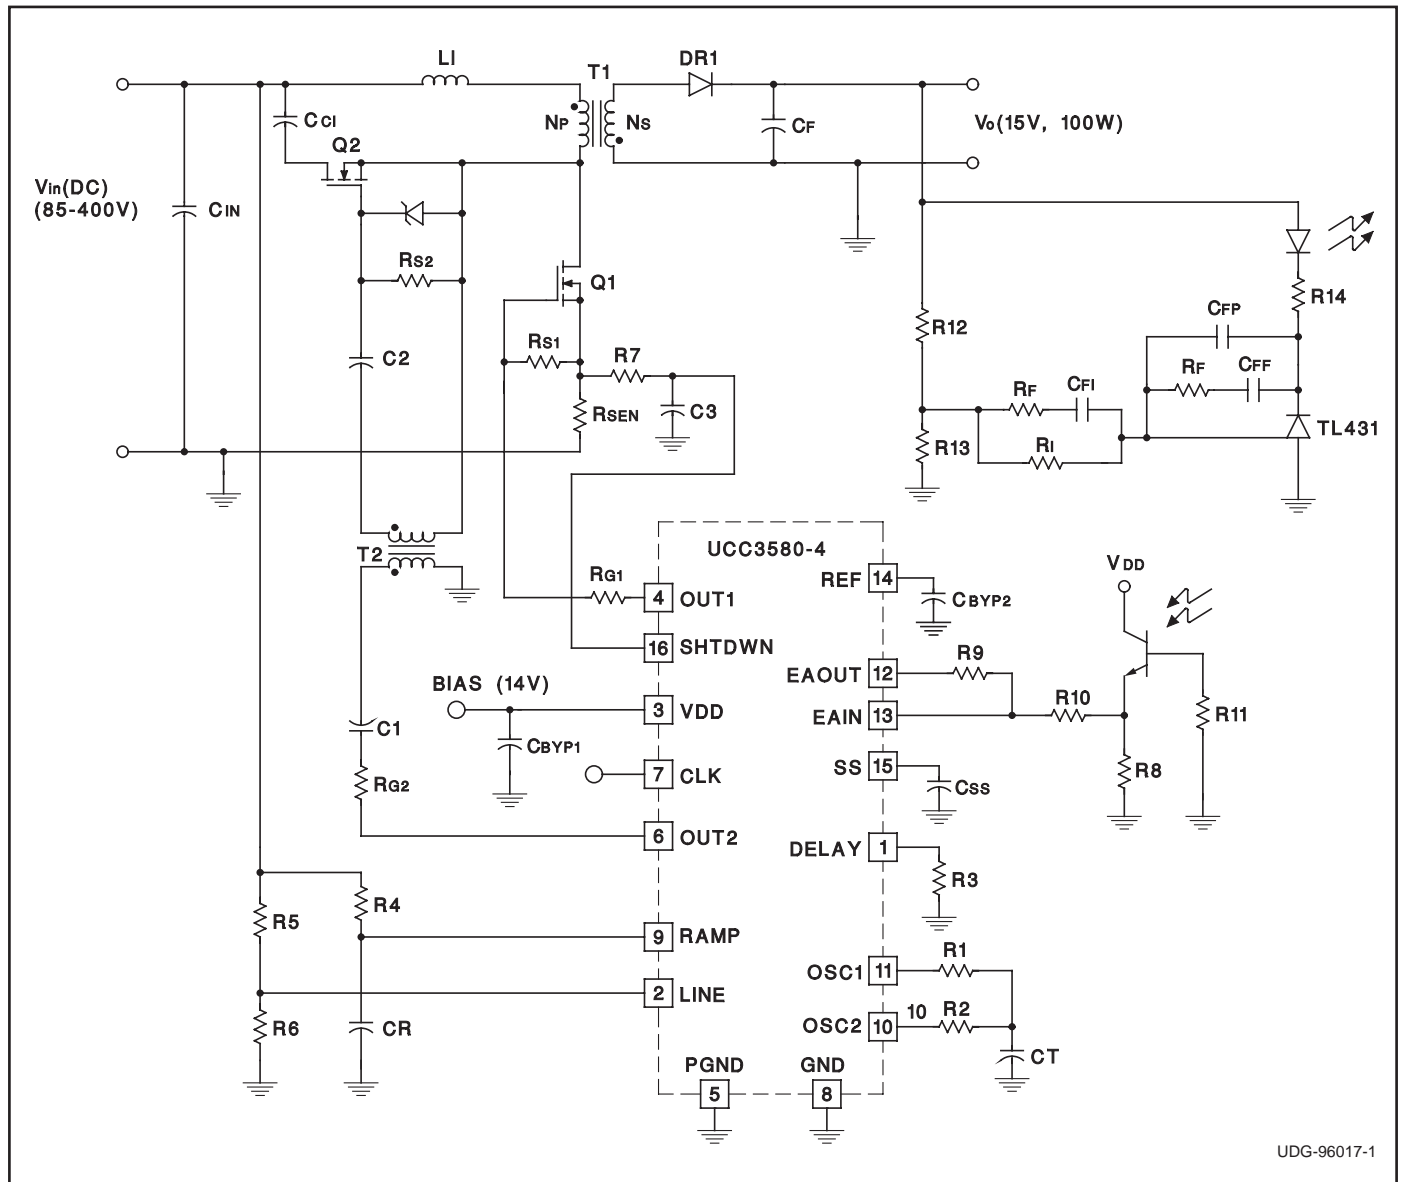 LI
T1
DR1
CCI
NP
NS
CF
Vo(15V, 100W)
Q2
Vin(DC)
(85-400V)
CIN
RS2
Q1
R14
CFP
R12
RS1
R7
C2
RF
CFF
RSEN
C3
RF
CFI
TL431
R13
RI
UCC3580-4
T2
VDD
RG1
4
OUT1
REF
14
CBYP2
16
SHTDWN
R9
EAOUT
12
BIAS (14V)
R10
3
VDD
EAIN
13
R11
C1
CBYP1
7
CLK
SS
15
CSS
R8
RG2
6
OUT2
DELAY
1
R3
R4
R5
9
RAMP
R1
OSC1
11
2
LINE
10
R2
OSC2
10
R6
CR
CT
PGND
GND
5
8
UDG-96017-1